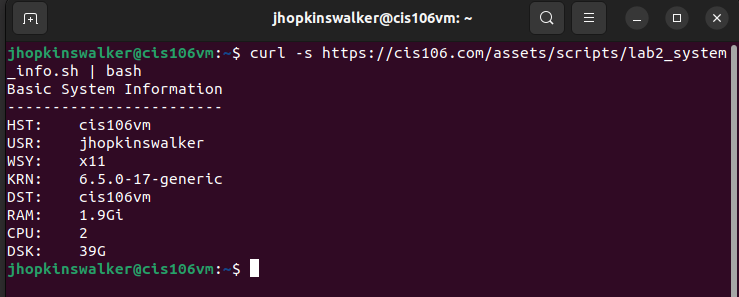 jhopkinswalker@cis106vm: ~
jhopkinswalker@cis106vm:~$ curl -s https://cis106.com/assets/scripts/lab2_system
_info.sh | bash
Basic System Information
------------------------
HST:    cis106vm
USR:    jhopkinswalker
WSY:    x11
KRN:    6.5.0-17-generic
DST:    cis106vm
RAM:    1.9Gi
CPU:    2
DSK:    39G
jhopkinswalker@cis106vm:~$